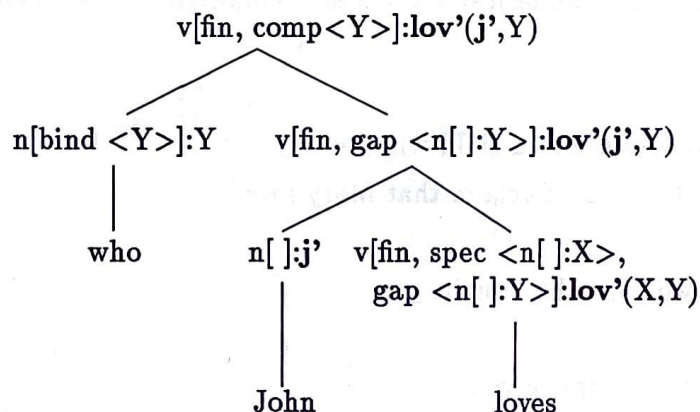 v[fin, comp<Y>]:lov’(j’,Y)
n[bind <Y>]:Y v[fin, gap <n[ ]:Y>]:lov’(j’,Y)
who n[ ]:j’ v[fin, spec <n[ ]:X>,
gap <n[ ]:Y>]:lov’(X,Y)
John loves